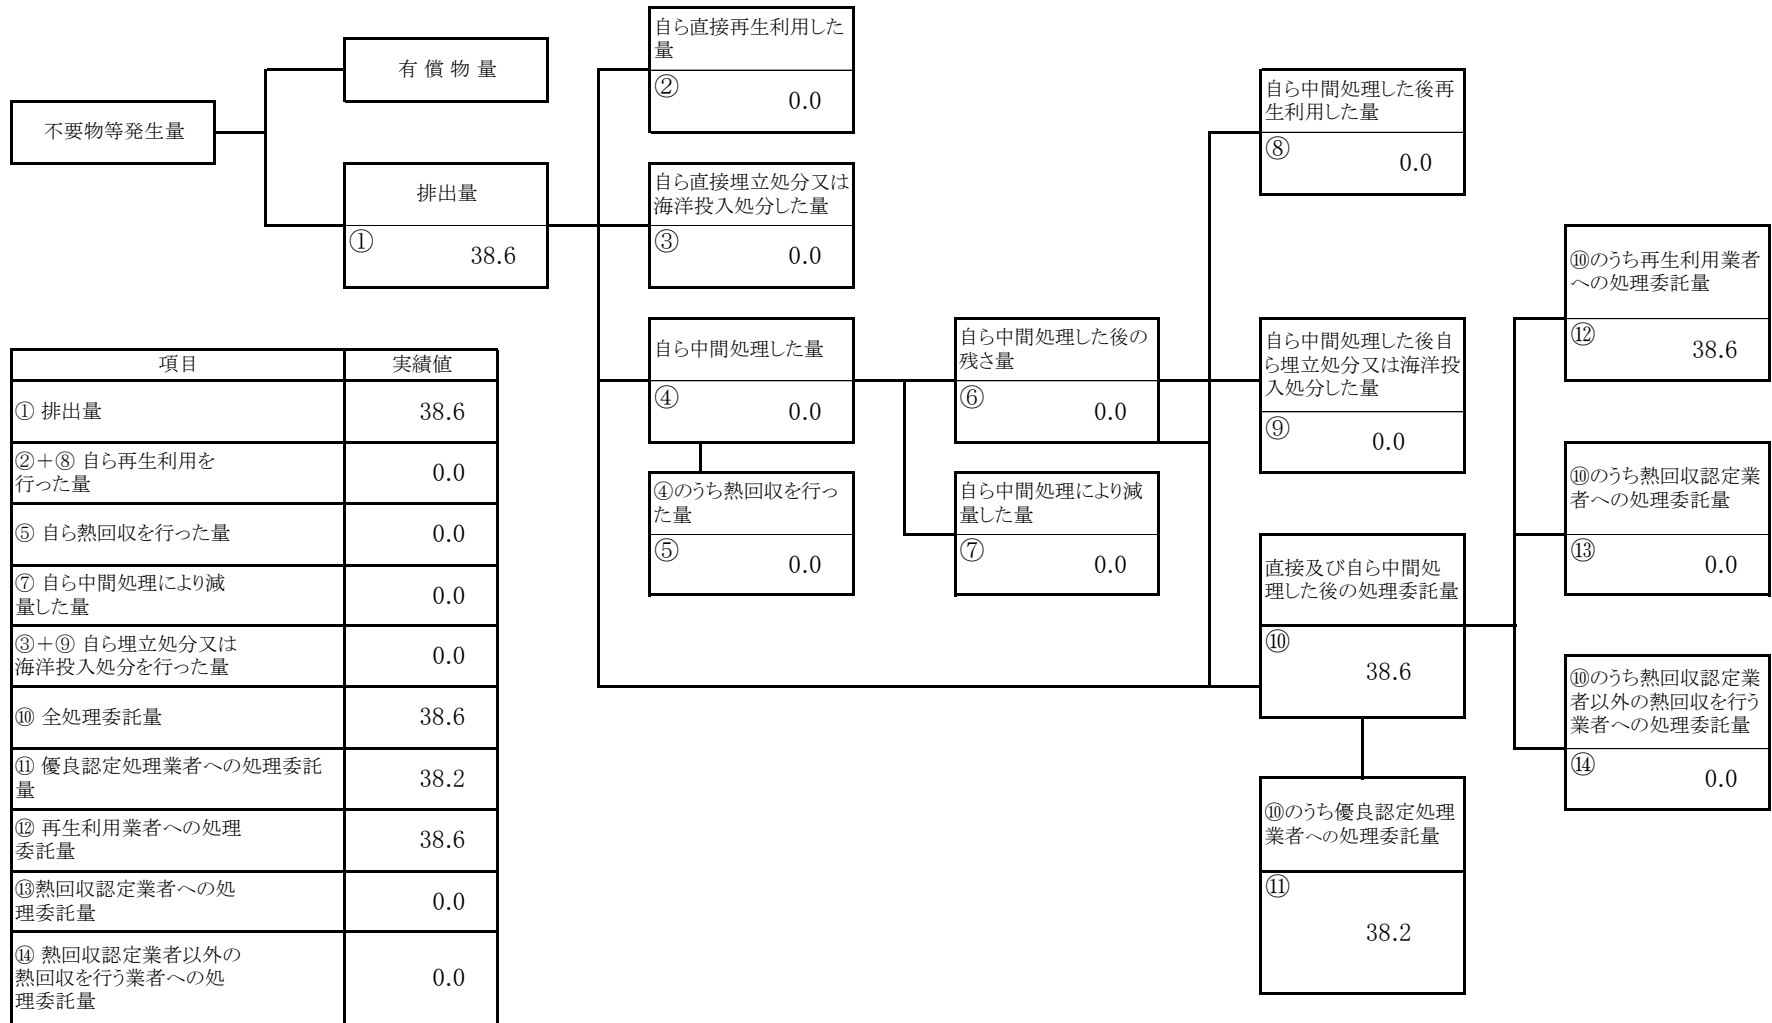 不要物等発生量
有 償 物 量
排出量
①
38.6
自ら直接再生利用した
量
②
0.0
自ら直接埋立処分又は
海洋投入処分した量
③
0.0
自ら中間処理した量
④
0.0
④のうち熱回収を行っ
た量
⑤
0.0
自ら中間処理した後の
残さ量
⑥
0.0
自ら中間処理により減
量した量
⑦
0.0
自ら中間処理した後再
生利用した量
⑧
0.0
自ら中間処理した後自
ら埋立処分又は海洋投
入処分した量
⑨
0.0
直接及び自ら中間処
理した後の処理委託量
⑩
38.6
⑩のうち優良認定処理
業者への処理委託量
⑪
38.2
⑩のうち再生利用業者
への処理委託量
⑫
38.6
⑩のうち熱回収認定業
者への処理委託量
⑬
0.0
⑩のうち熱回収認定業
者以外の熱回収を行う
業者への処理委託量
⑭
0.0
項目 実績値
① 排出量 38.6
②＋⑧ 自ら再生利用を
行った量
0.0
⑤ 自ら熱回収を行った量 0.0
⑦ 自ら中間処理により減
量した量
0.0
③＋⑨ 自ら埋立処分又は
海洋投入処分を行った量
0.0
⑩ 全処理委託量 38.6
⑪ 優良認定処理業者への処理委託
量
38.2
⑫ 再生利用業者への処理
委託量
38.6
⑬熱回収認定業者への処
理委託量
0.0
⑭ 熱回収認定業者以外の
熱回収を行う業者への処
理委託量
0.0